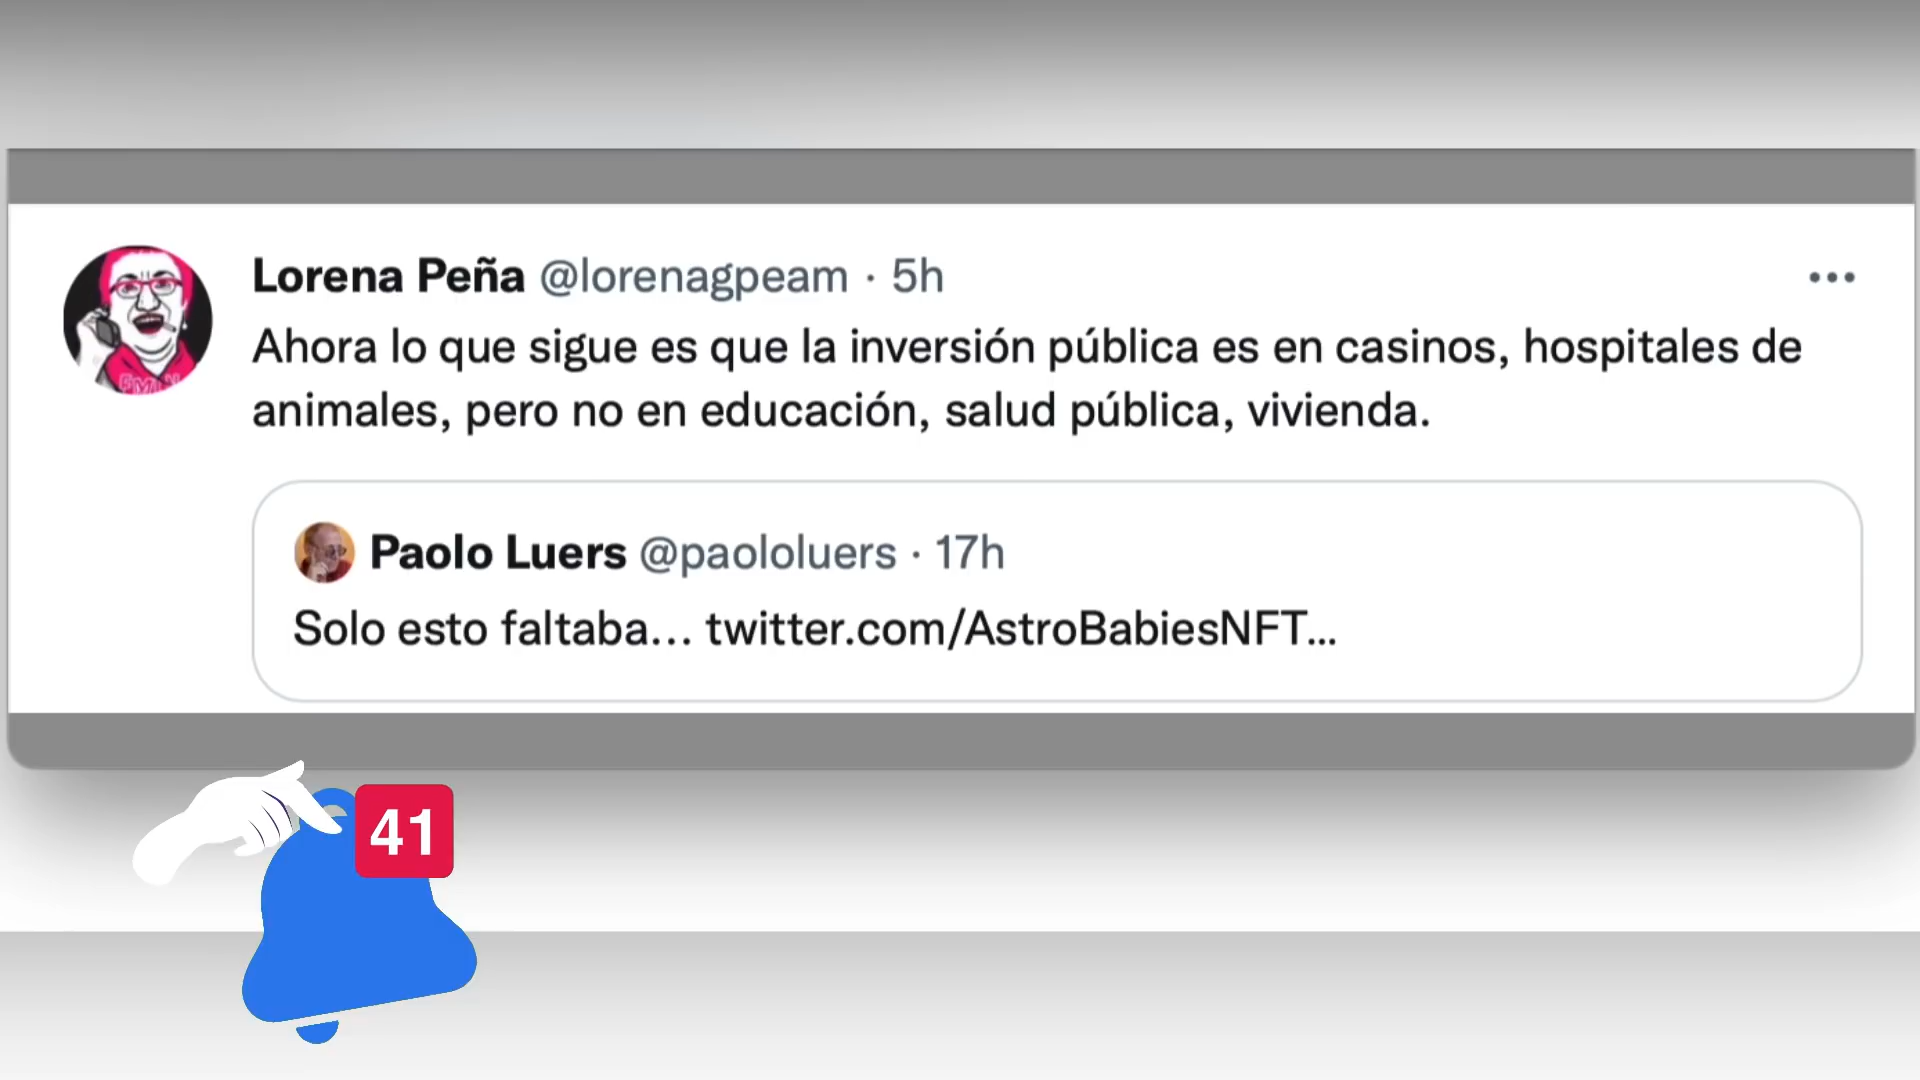 Lorena Peña @lorenagpeam · 5h
Ahora lo que sigue es que la inversión pública es en casinos, hospitales de
animales, pero no en educación, salud pública, vivienda.
Paolo Luers @paololuers · 17h
Solo esto faltaba... twitter.com/AstroBabiesNFT...
41